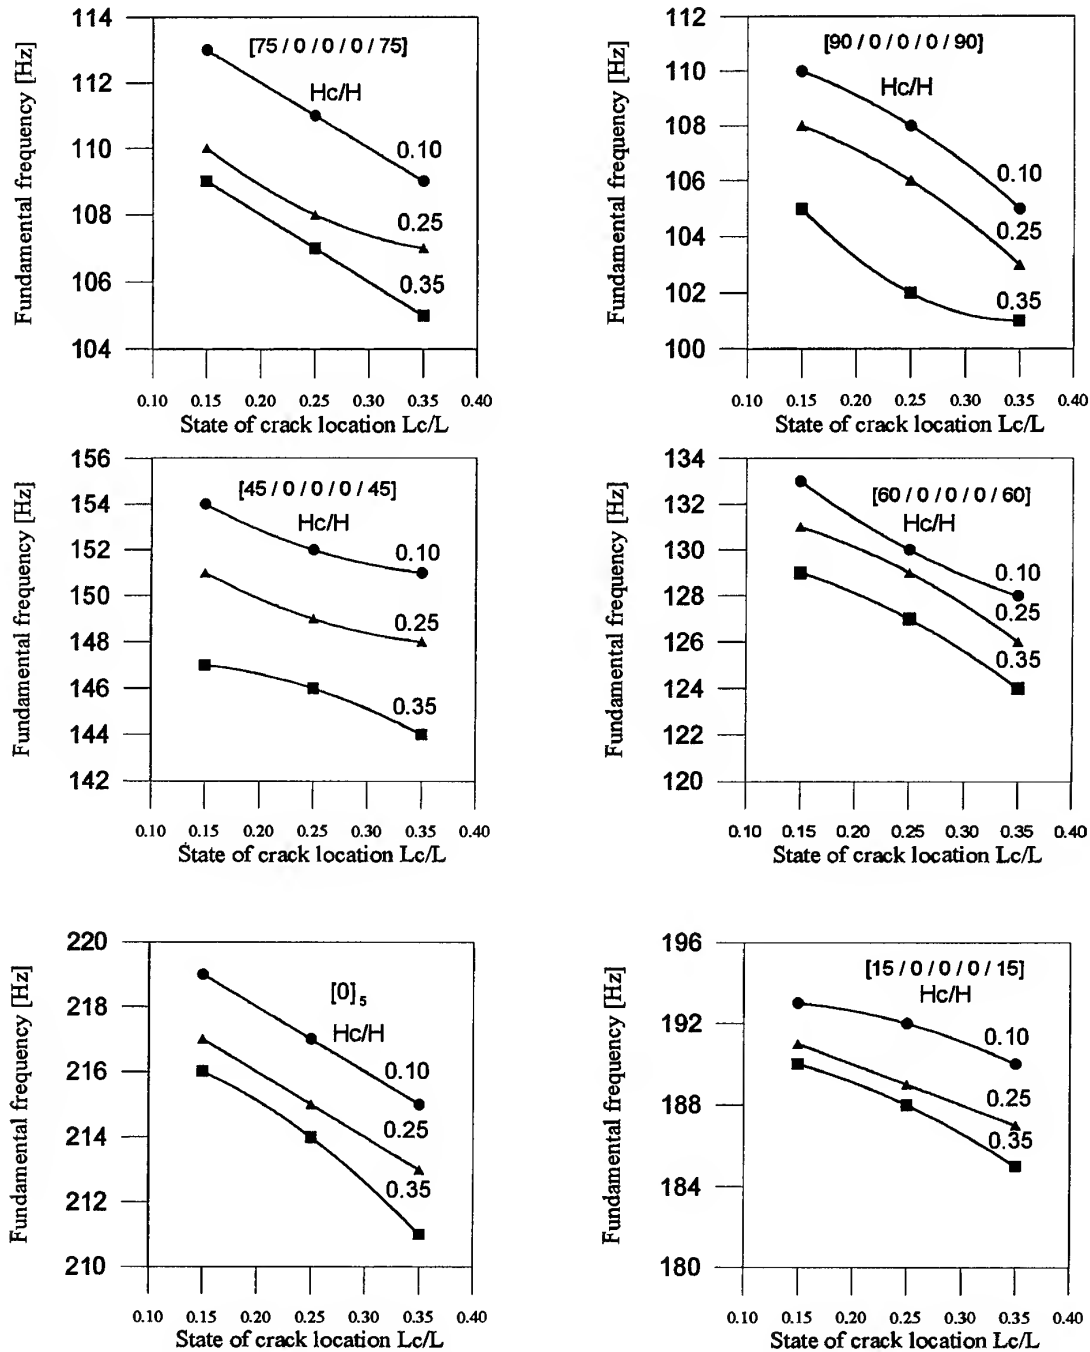 Fundamental frequency [Hz]
114
112
110
108
106
104
[75 / 0 / 0 / 0 / 75]
Hc/H
0.10
0.25
0.35
0.10 0.15 0.20 0.25 0.30 0.35 0.40
State of crack location Lc/L
Fundamental frequency [Hz]
112
110
108
106
104
102
100
[90 / 0 / 0 / 0 / 90]
Hc/H
0.10
0.25
0.35
0.10 0.15 0.20 0.25 0.30 0.35 0.40
State of crack location Lc/L
Fundamental frequency [Hz]
156
154
152
150
148
146
144
142
[45 / 0 / 0 / 0 / 45]
Hc/H
0.10
0.25
0.35
0.10 0.15 0.20 0.25 0.30 0.35 0.40
State of crack location Lc/L
Fundamental frequency [Hz]
134
132
130
128
126
124
122
120
[60 / 0 / 0 / 0 / 60]
Hc/H
0.10
0.25
0.35
0.10 0.15 0.20 0.25 0.30 0.35 0.40
State of crack location Lc/L
Fundamental frequency [Hz]
220
218
216
214
212
210
[0]5
Hc/H
0.10
0.25
0.35
0.10 0.15 0.20 0.25 0.30 0.35 0.40
State of crack location Lc/L
Fundamental frequency [Hz]
196
192
188
184
180
[15 / 0 / 0 / 0 / 15]
Hc/H
0.10
0.25
0.35
0.10 0.15 0.20 0.25 0.30 0.35 0.40
State of crack location Lc/L